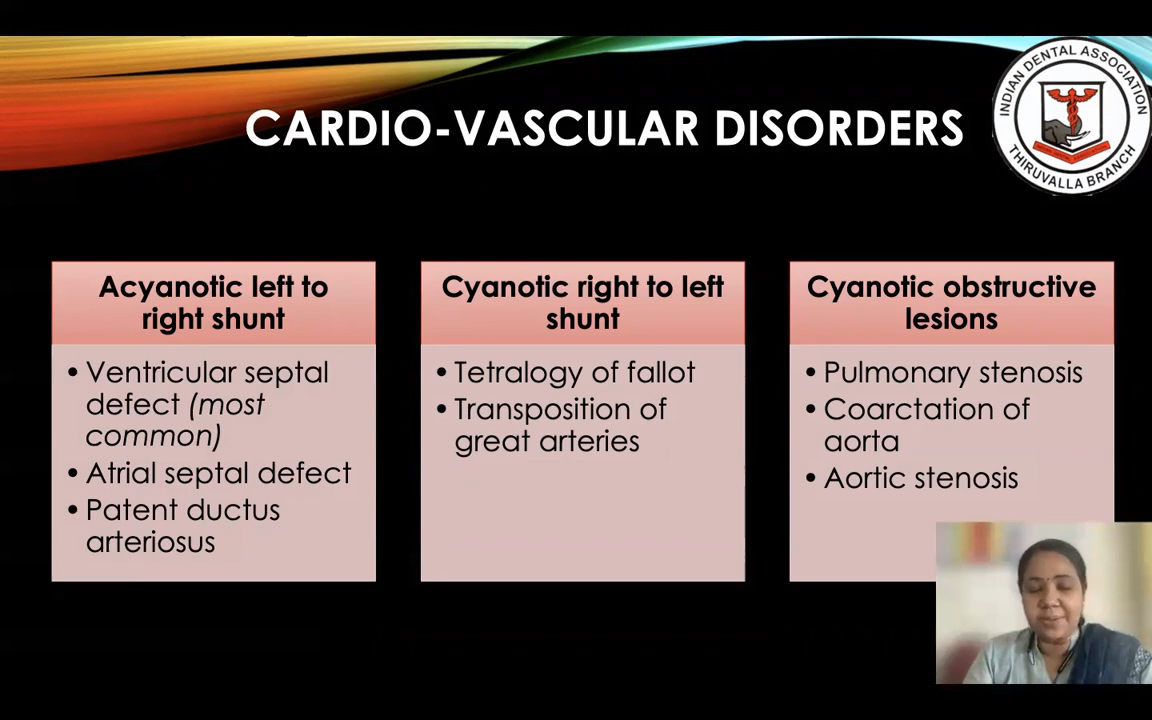 CARDIO-VASCULAR DISORDERS
INDIAN DENTAL ASSOCIATION
THIRUVALLA BRANCH
Acyanotic left to
right shunt
• Ventricular septal
defect (most
common)
• Atrial septal defect
• Patent ductus
arteriosus
Cyanotic right to left
shunt
• Tetralogy of fallot
• Transposition of
great arteries
Cyanotic obstructive
lesions
• Pulmonary stenosis
• Coarctation of
aorta
• Aortic stenosis